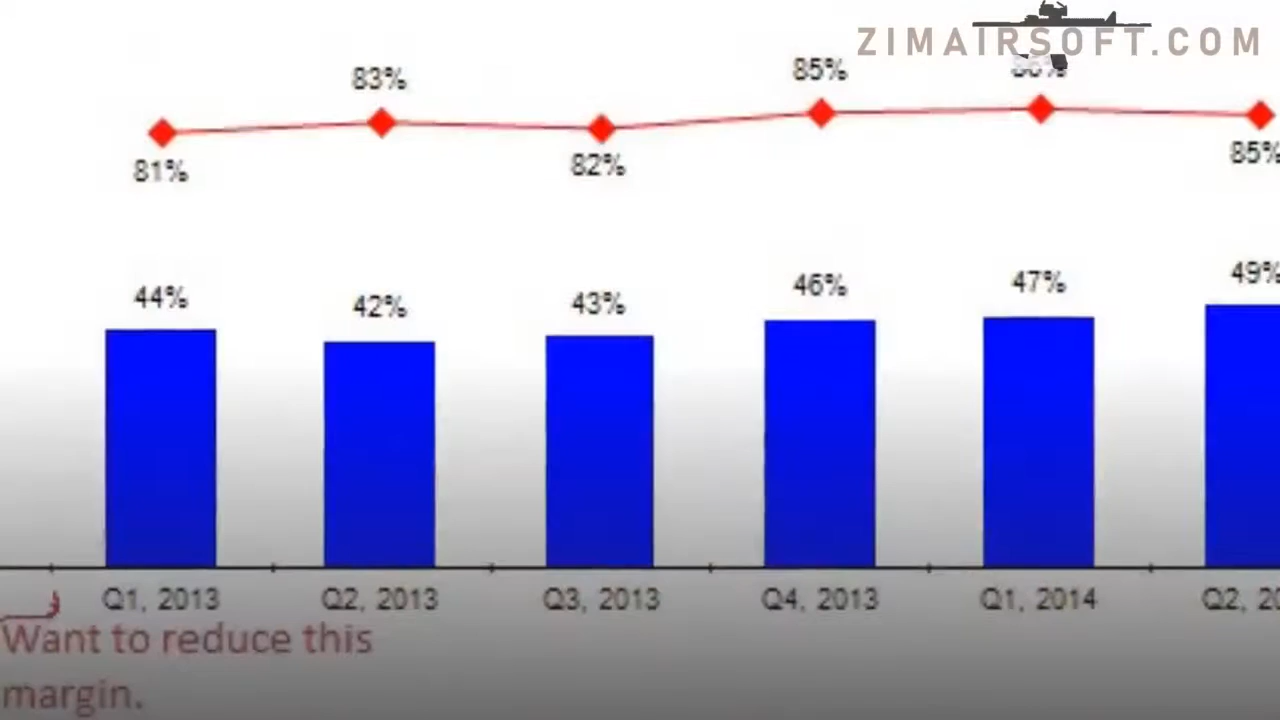 ZIMAIRSOFT.COM
83%
85%
81%
82%
85%
44%
42%
43%
46%
47%
49%
Q1, 2013
Q2, 2013
Q3, 2013
Q4, 2013
Q1, 2014
Q2,
Want to reduce this
margin.